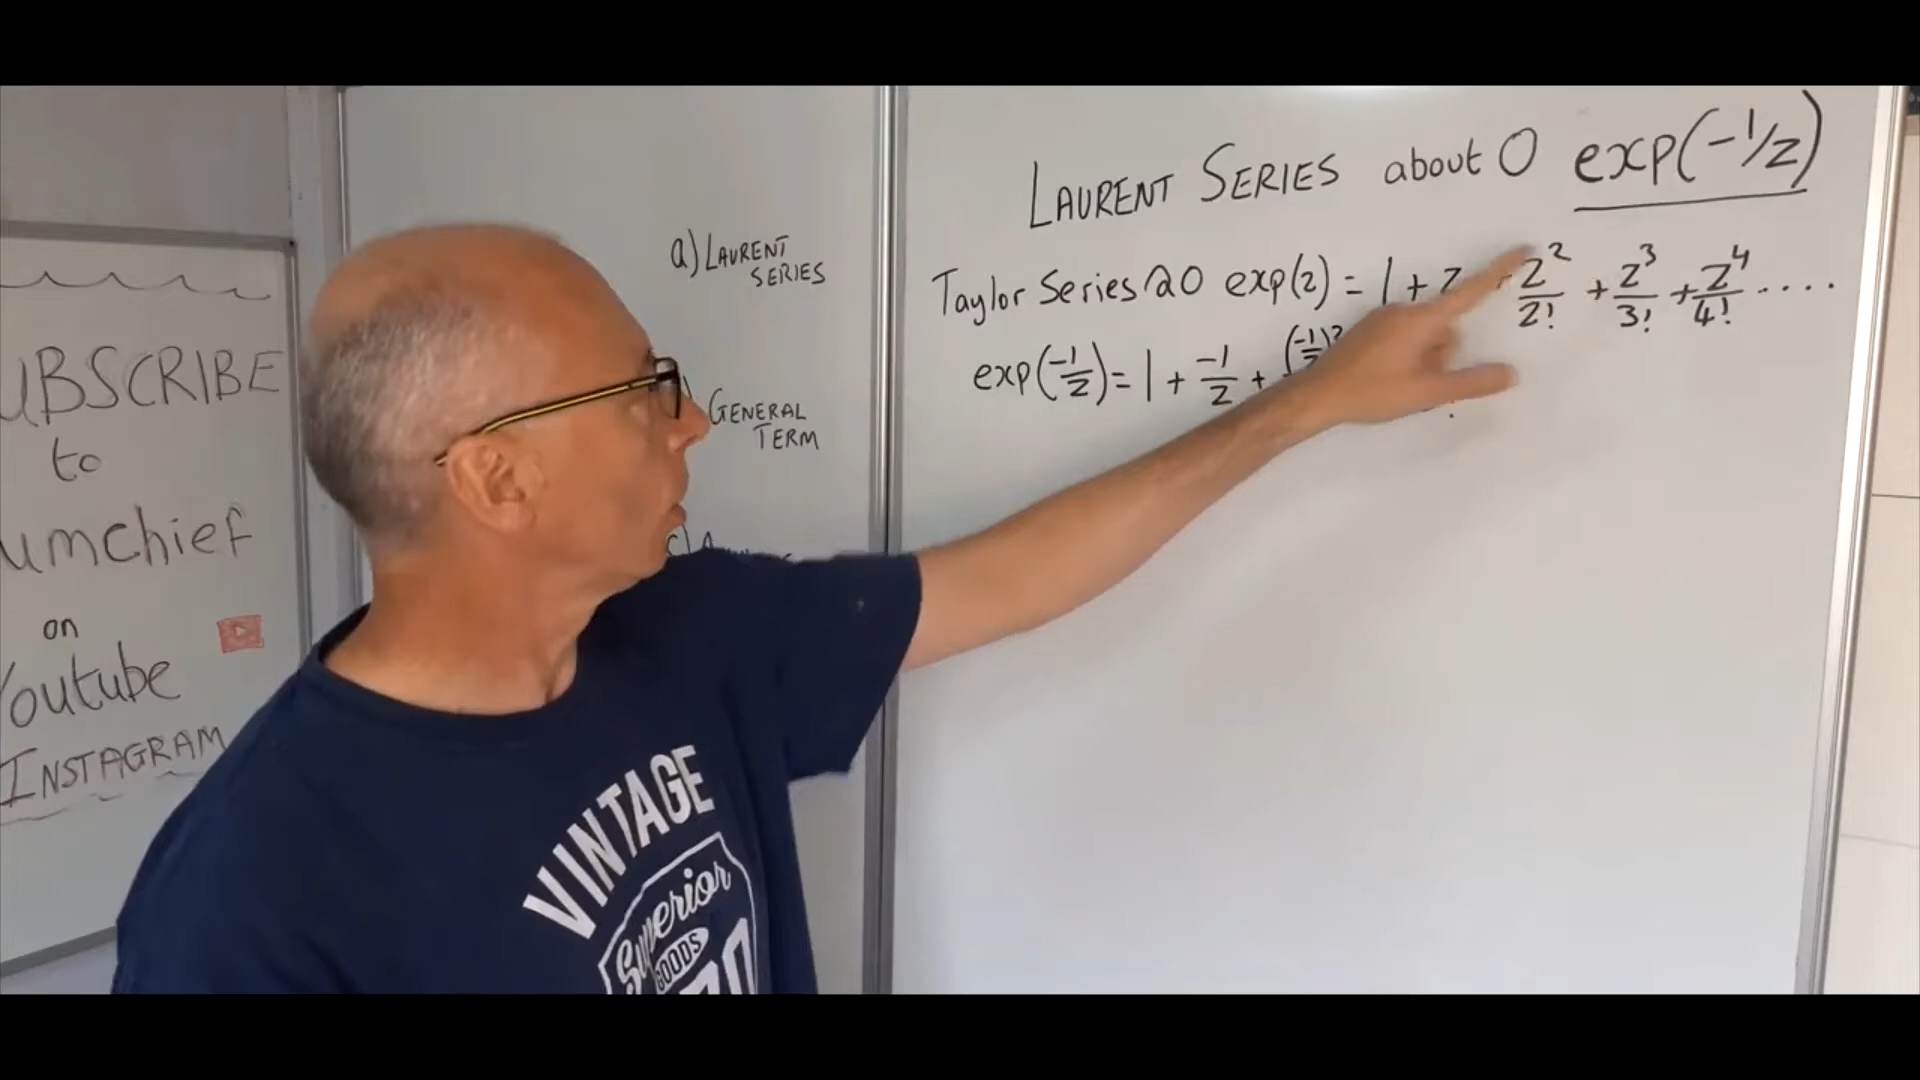 UBSCRIBE
to
umchief
on
Youtube
INSTAGRAM
a) LAURENT
SERIES
GENERAL
TERM
LAURENT SERIES about 0 exp(-1/z)
Taylor Series @ 0 exp(z) = 1 + z + z²/2! + z³/3! + z⁴/4! ....
exp(-1/z) = 1 + -1/z +
VINTAGE
Superior
GOODS